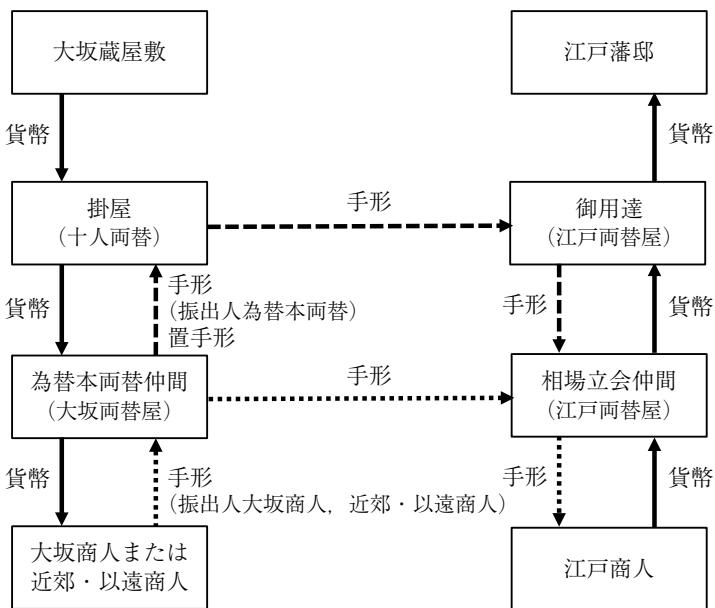 大坂蔵屋敷
江戸藩邸
貨幣
貨幣
掛屋
（十人両替）
手形
御用達
（江戸両替屋）
貨幣
手形
（振出人為替本両替）
置手形
手形
貨幣
為替本両替仲間
（大坂両替屋）
手形
相場立会仲間
（江戸両替屋）
貨幣
手形
（振出人大坂商人，近郊・以遠商人）
手形
貨幣
大坂商人または
近郊・以遠商人
江戸商人